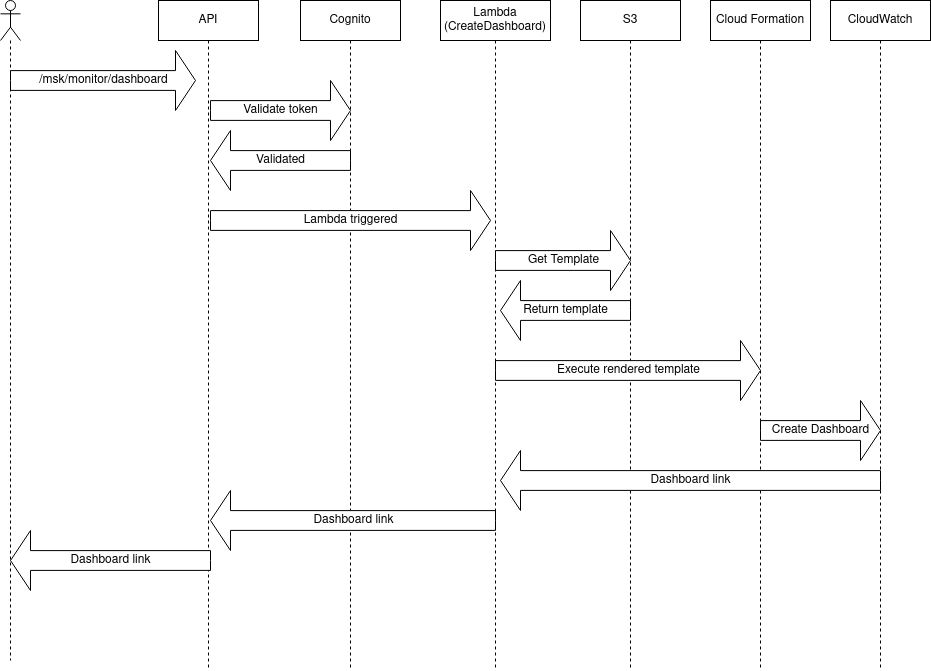 API
Cognito
Lambda
(CreateDashboard)
S3
Cloud Formation
CloudWatch
/msk/monitor/dashboard
Validate token
Validated
Lambda triggered
Get Template
Return template
Execute rendered template
Create Dashboard
Dashboard link
Dashboard link
Dashboard link